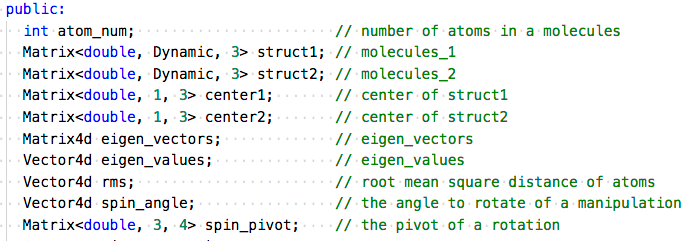 public:
int atom_num; // number of atoms in a molecules
Matrix<double, Dynamic, 3> struct1; // molecules_1
Matrix<double, Dynamic, 3> struct2; // molecules_2
Matrix<double, 1, 3> center1; // center of struct1
Matrix<double, 1, 3> center2; // center of struct2
Matrix4d eigen_vectors; // eigen_vectors
Vector4d eigen_values; // eigen_values
Vector4d rms; // root mean square distance of atoms
Vector4d spin_angle; // the angle to rotate of a manipulation
Matrix<double, 3, 4> spin_pivot; // the pivot of a rotation